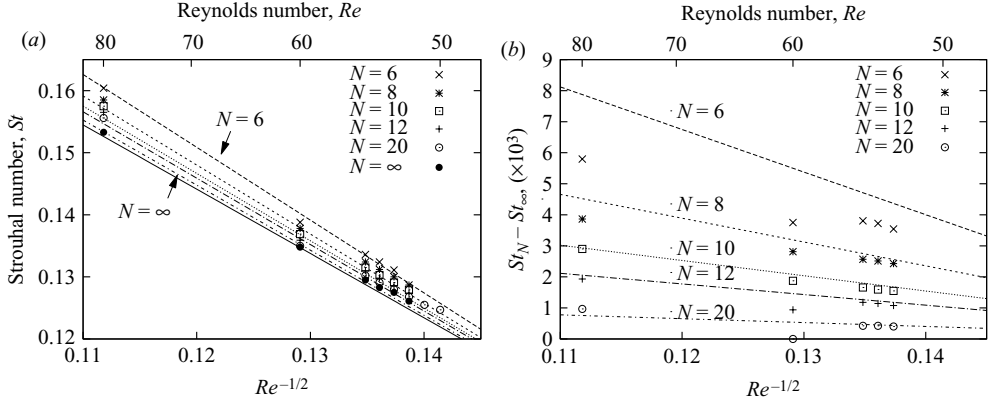 Reynolds number, Re
(a)
80 70 60 50
0.16
0.15
0.14
0.13
0.12
Strouhal number, St
N = 6
N = 8
N = 10
N = 12
N = 20
N = ∞
N = 6
N = ∞
0.11 0.12 0.13 0.14
Re–1/2
Reynolds number, Re
(b)
80 70 60 50
9
8
7
6
5
4
3
2
1
0
StN – St∞, (×10³)
N = 6
N = 8
N = 10
N = 12
N = 20
N = 6
N = 8
N = 10
N = 12
N = 20
0.11 0.12 0.13 0.14
Re–1/2